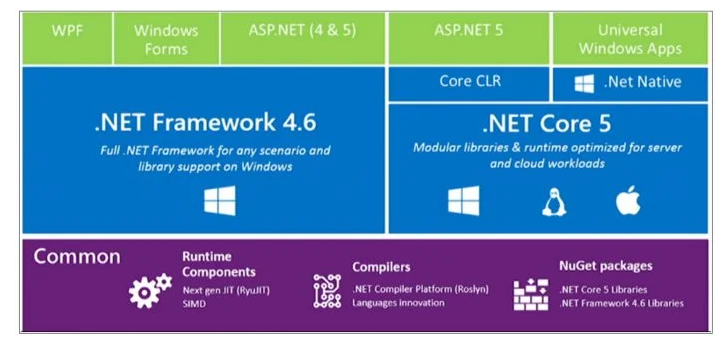 WPF
Windows
Forms
ASP.NET (4 & 5)
ASP.NET 5
Universal
Windows Apps
Core CLR
.Net Native
.NET Framework 4.6
Full .NET Framework for any scenario and
library support on Windows
.NET Core 5
Modular libraries & runtime optimized for server
and cloud workloads
Common
Runtime
Components
Next gen JIT (RyuJIT)
SIMD
Compilers
.NET Compiler Platform (Roslyn)
Languages innovation
NuGet packages
.NET Core 5 Libraries
.NET Framework 4.6 Libraries